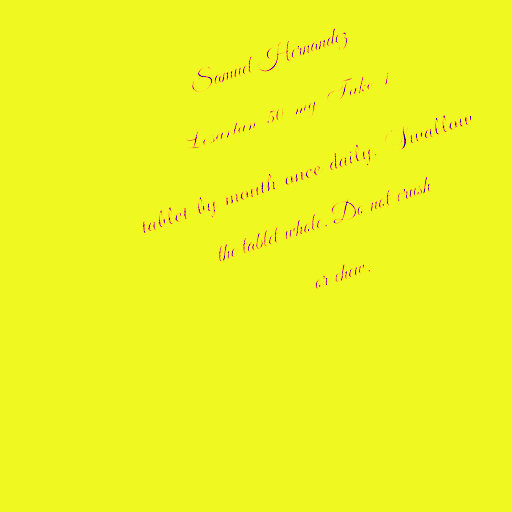 Samuel Hernandez
Losartan 50 mg Take 1
tablet by mouth once daily. Swallow
the tablet whole. Do not crush
or chew.